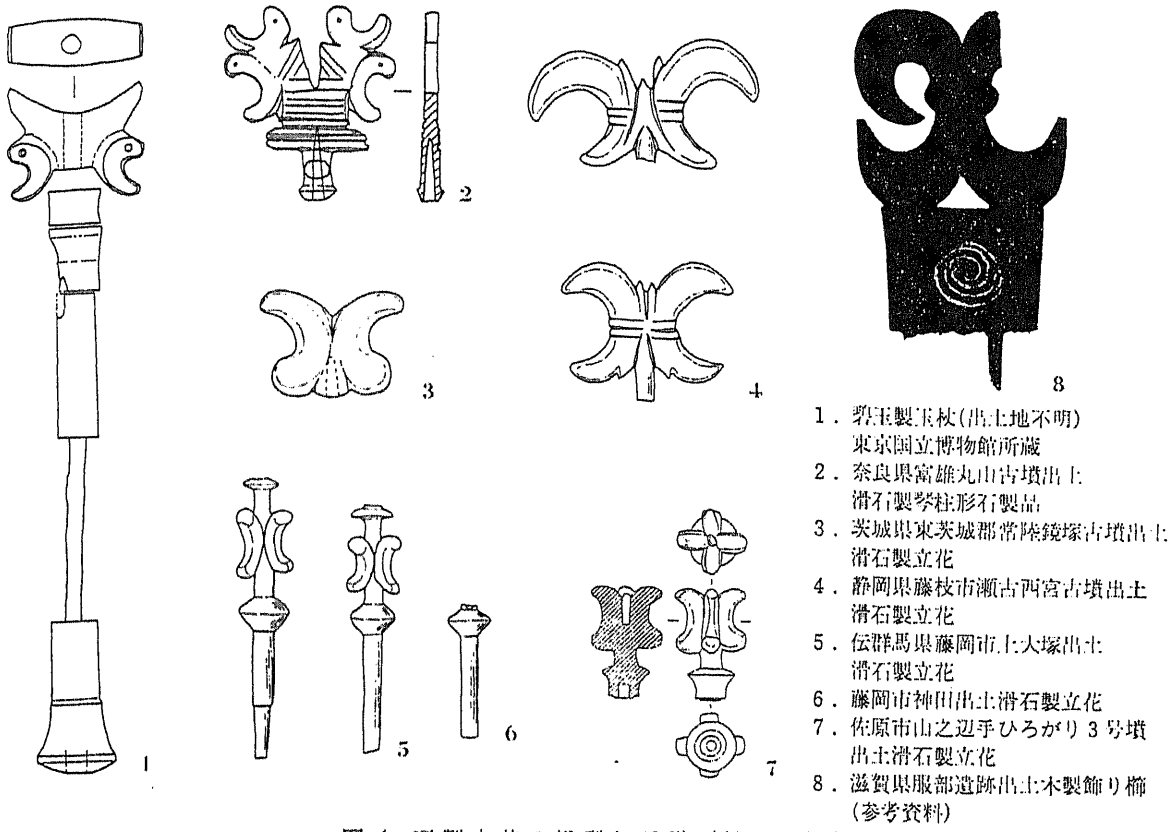 1
2
3
4
5
6
7
8
1．碧玉製玉杖(出土地不明)
東京国立博物館所蔵
2．奈良県富雄丸山古墳出土
滑石製琴柱形石製品
3．茨城県東茨城郡常陸鏡塚古墳出土
滑石製立花
4．静岡県藤枝市瀬古西宮古墳出土
滑石製立花
5．伝群馬県藤岡市上大塚出土
滑石製立花
6．藤岡市神田出土滑石製立花
7．佐原市山之辺手ひろがり3号墳
出土滑石製立花
8．滋賀県服部遺跡出土木製飾り櫛
(参考資料)